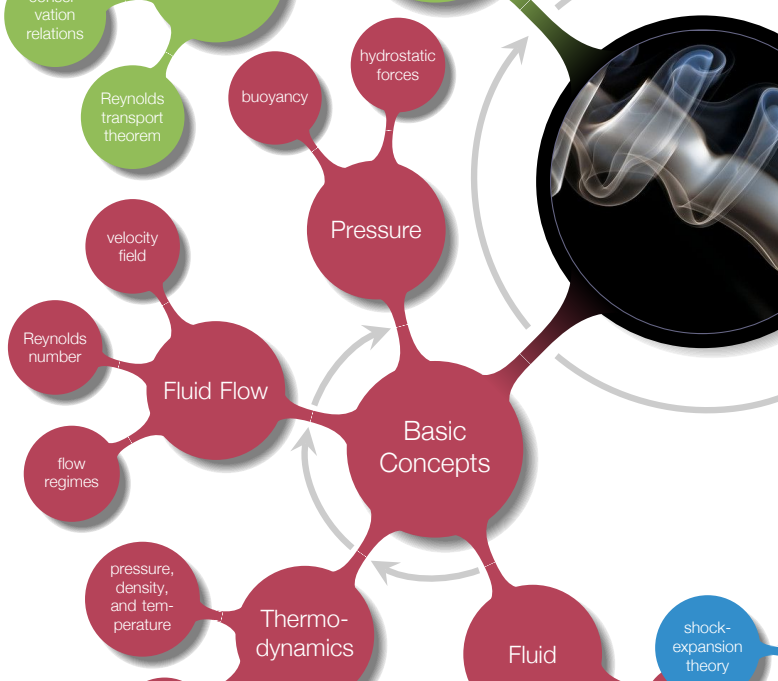 vation
relations
Reynolds
transport
theorem
buoyancy
hydrostatic
forces
Pressure
velocity
field
Reynolds
number
Fluid Flow
flow
regimes
Basic
Concepts
pressure,
density,
and tem-
perature
Thermo-
dynamics
Fluid
shock-
expansion
theory